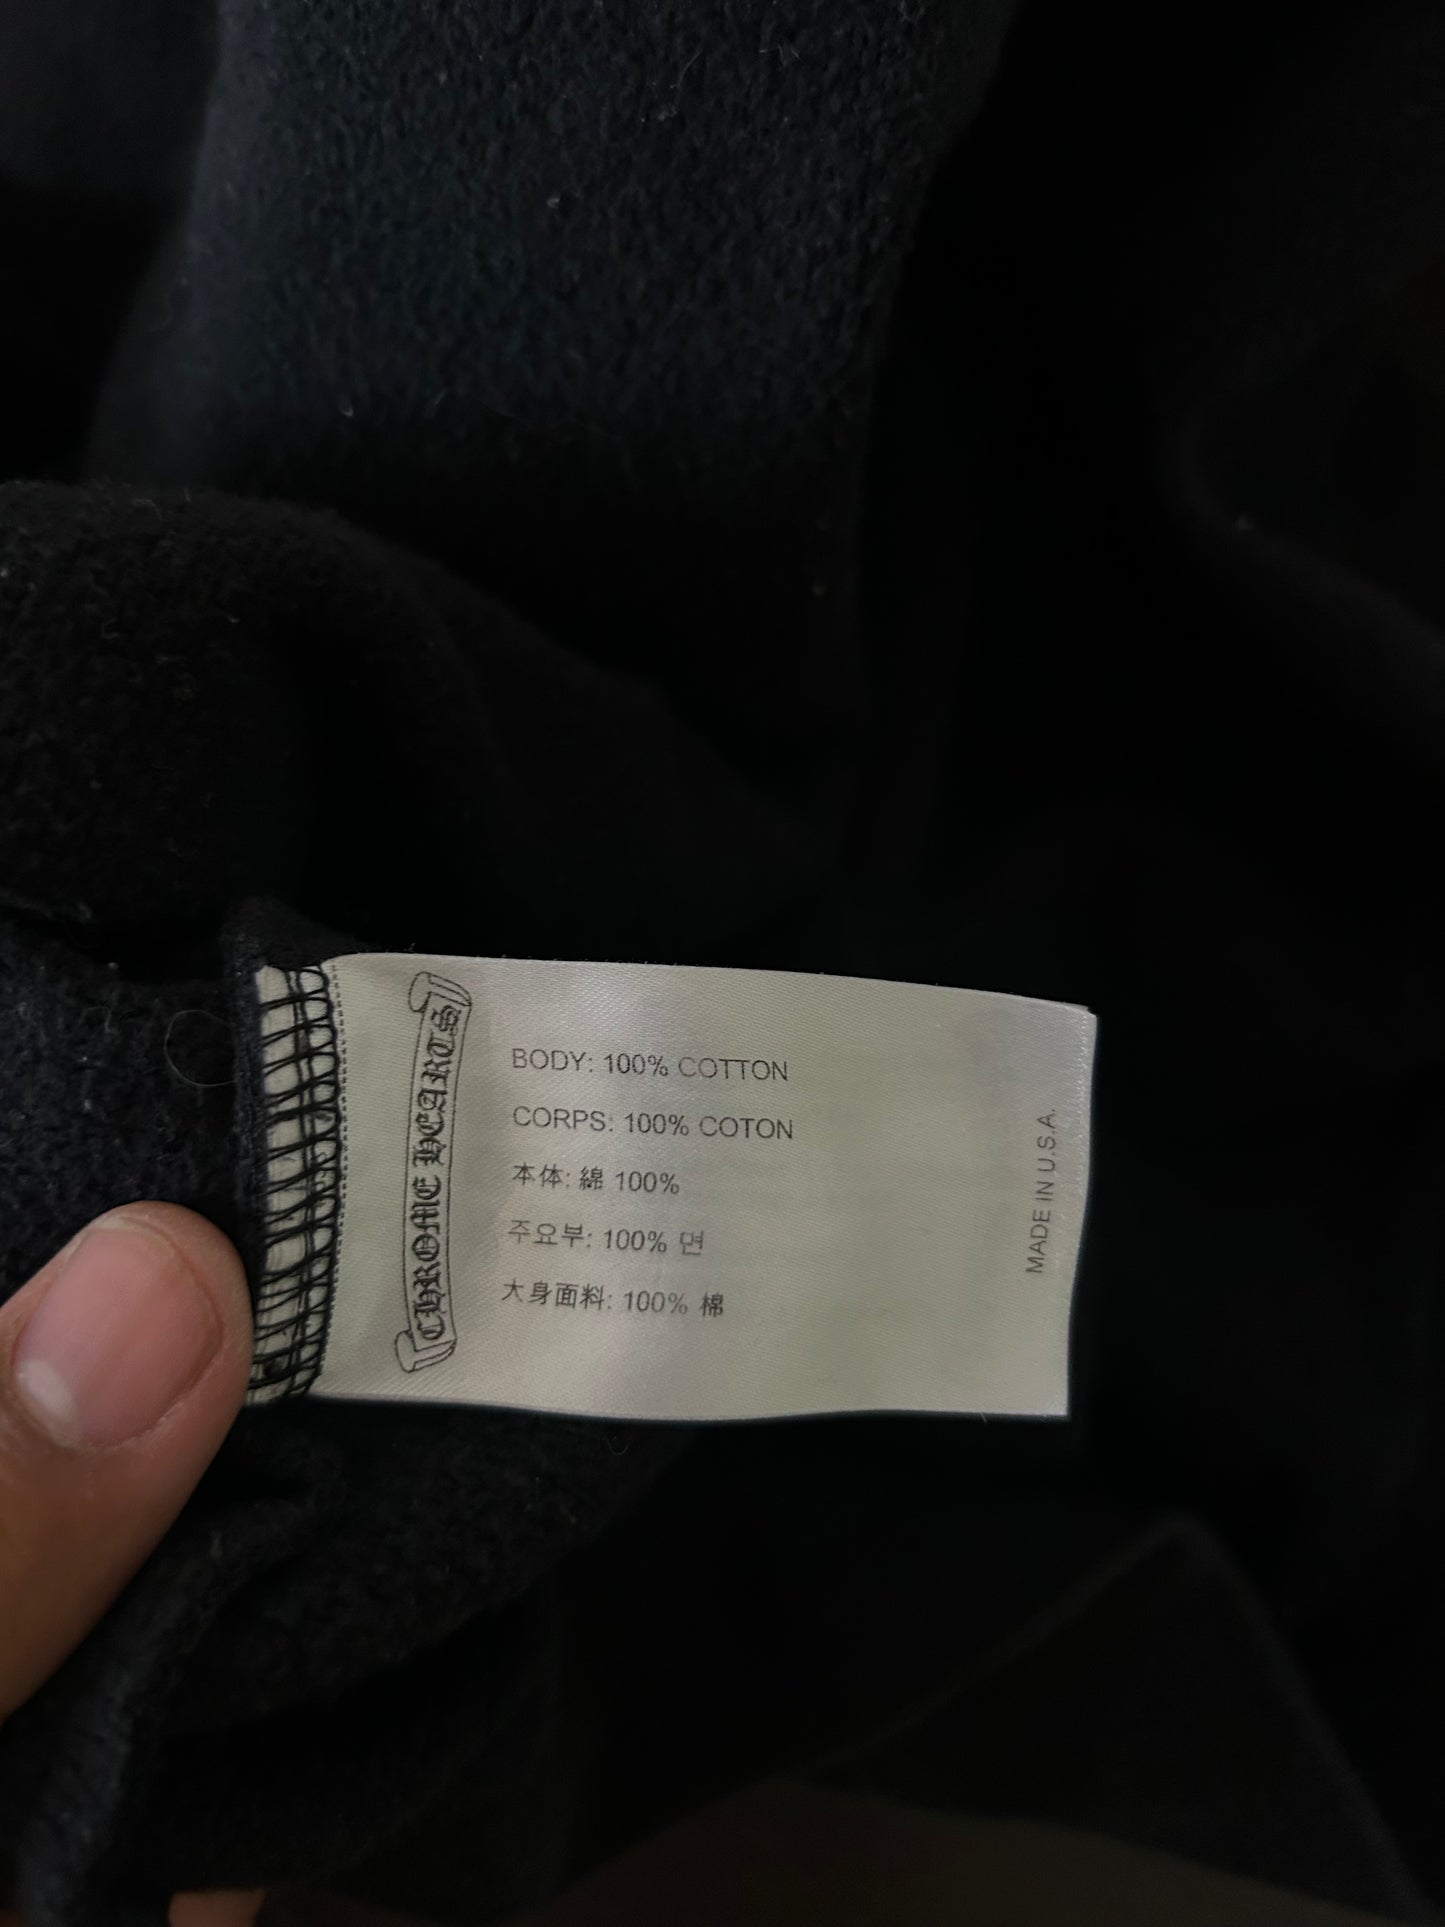 CHROME HEARTS
BODY: 100% COTTON
CORPS: 100% COTON
本体: 綿 100%
주요부: 100% 면
大身面料: 100% 棉
MADE IN U.S.A.